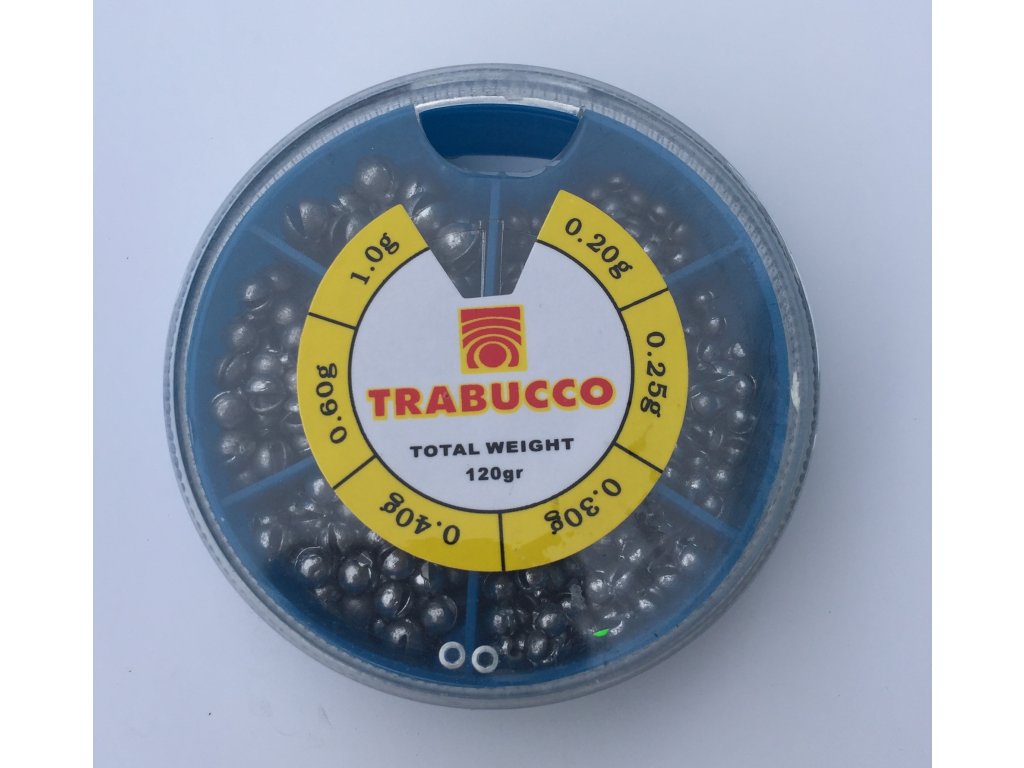 TRABUCCO
TOTAL WEIGHT
120gr
0.20g
0.25g
0.30g
0.40g
0.60g
1.0g